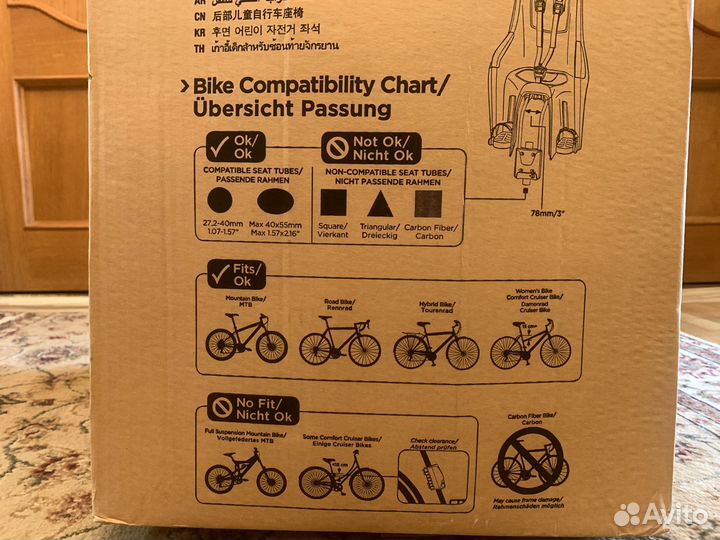 CN 后部儿童自行车座椅
KR 후면 어린이 자전거 좌석
TH เก้าอี้เด็กสำหรับซ้อนท้ายจักรยาน
Bike Compatibility Chart/
Übersicht Passung
Ok/
Ok
Not Ok/
Nicht Ok
COMPATIBLE SEAT TUBES/
PASSENDE RAHMEN
NON-COMPATIBLE SEAT TUBES/
NICHT PASSENDE RAHMEN
27,2-40mm
1.07-1.57"
Max 40x55mm
Max 1.57x2.16"
Square/
Vierkant
Triangular/
Dreieckig
Carbon Fiber/
Carbon
78mm/3"
Fits/
Ok
Mountain Bike/
MTB
Road Bike/
Rennrad
Hybrid Bike/
Tourenrad
Women's Bike
Comfort Cruiser Bike/
Damenrad
Cruiser Bike
No Fit/
Nicht Ok
Full Suspension Mountain Bike/
Vollgefedertes MTB
Some Comfort Cruiser Bikes/
Einige Cruiser Bikes
Check clearance/
Abstand prüfen
Carbon Fiber Bike/
Carbon
May cause frame damage/
Rahmenschäden möglich
Avito